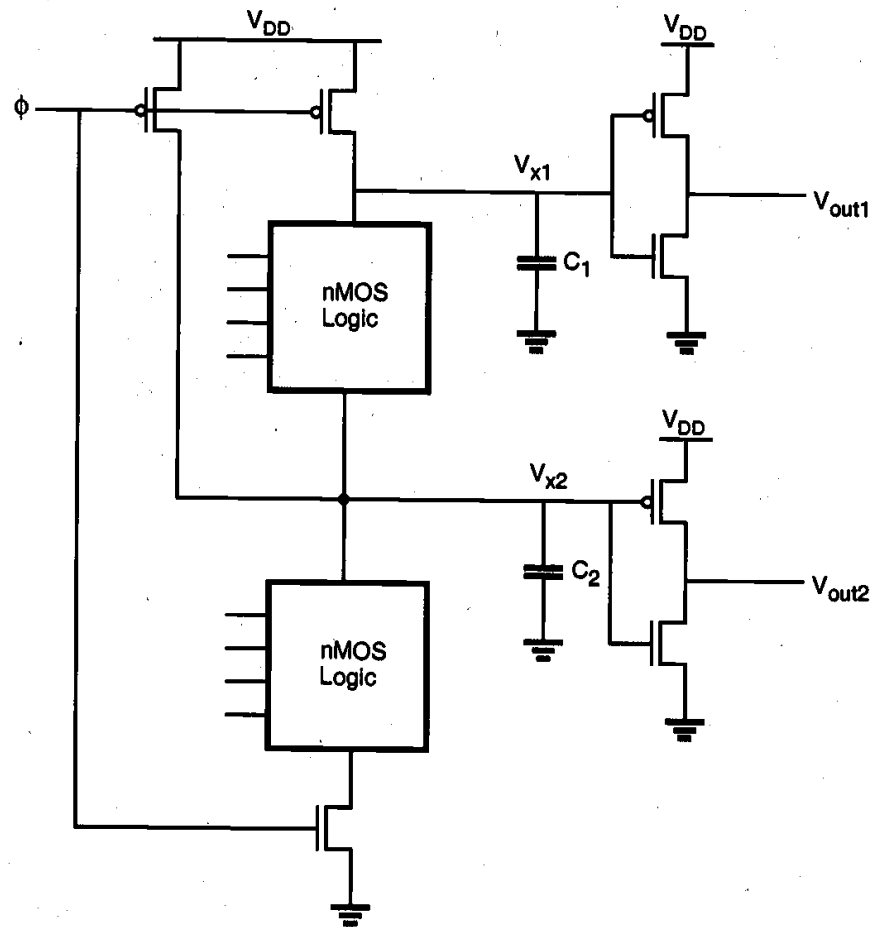 V_DD
V_DD
ϕ
V_x1
V_out1
C_1
nMOS
Logic
V_DD
V_x2
C_2
V_out2
nMOS
Logic